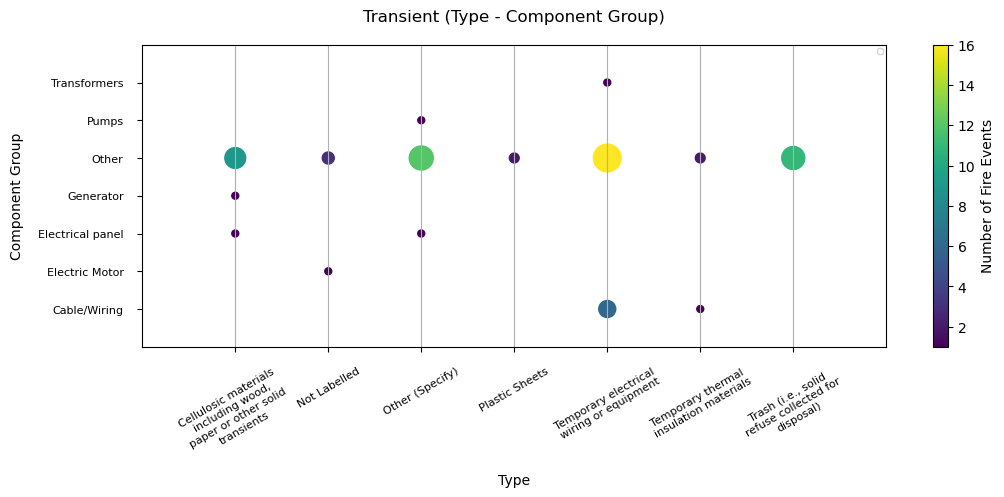 Transient (Type - Component Group)
Component Group
Transformers
Pumps
Other
Generator
Electrical panel
Electric Motor
Cable/Wiring
Cellulosic materials
including wood,
paper or other solid
transients
Not Labelled
Other (Specify)
Plastic Sheets
Temporary electrical
wiring or equipment
Temporary thermal
insulation materials
Trash (i.e., solid
refuse collected for
disposal)
Type
16
14
12
10
8
6
4
2
Number of Fire Events